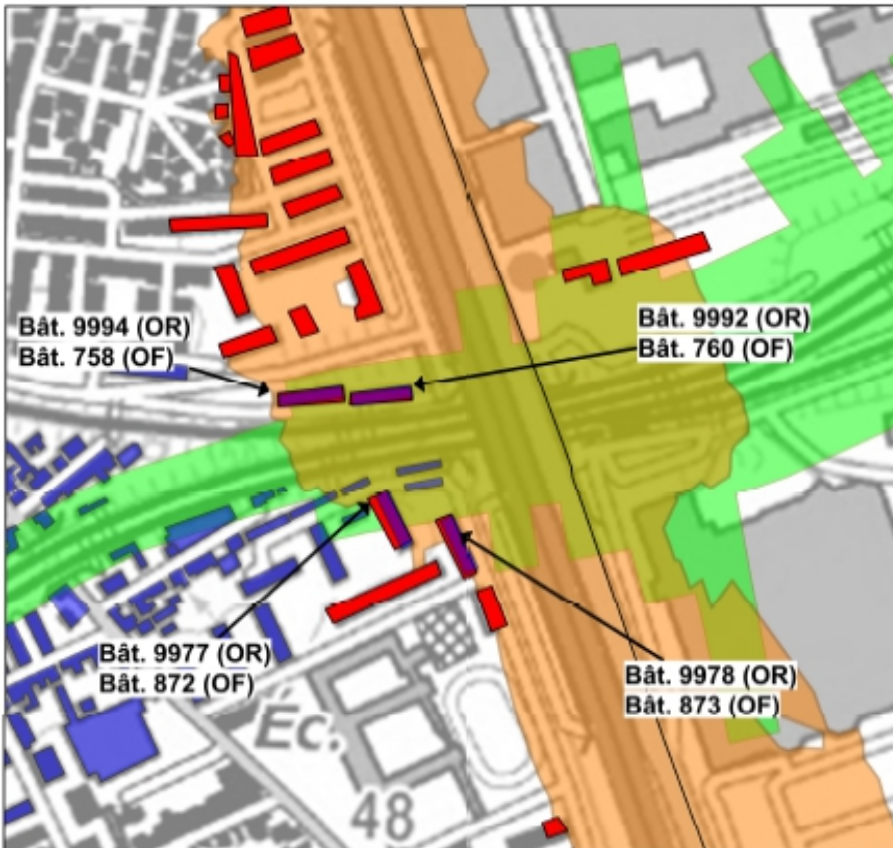 Bât. 9994 (OR)
Bât. 758 (OF)
Bât. 9992 (OR)
Bât. 760 (OF)
Bât. 9977 (OR)
Bât. 872 (OF)
Bât. 9978 (OR)
Bât. 873 (OF)
Éc.
48